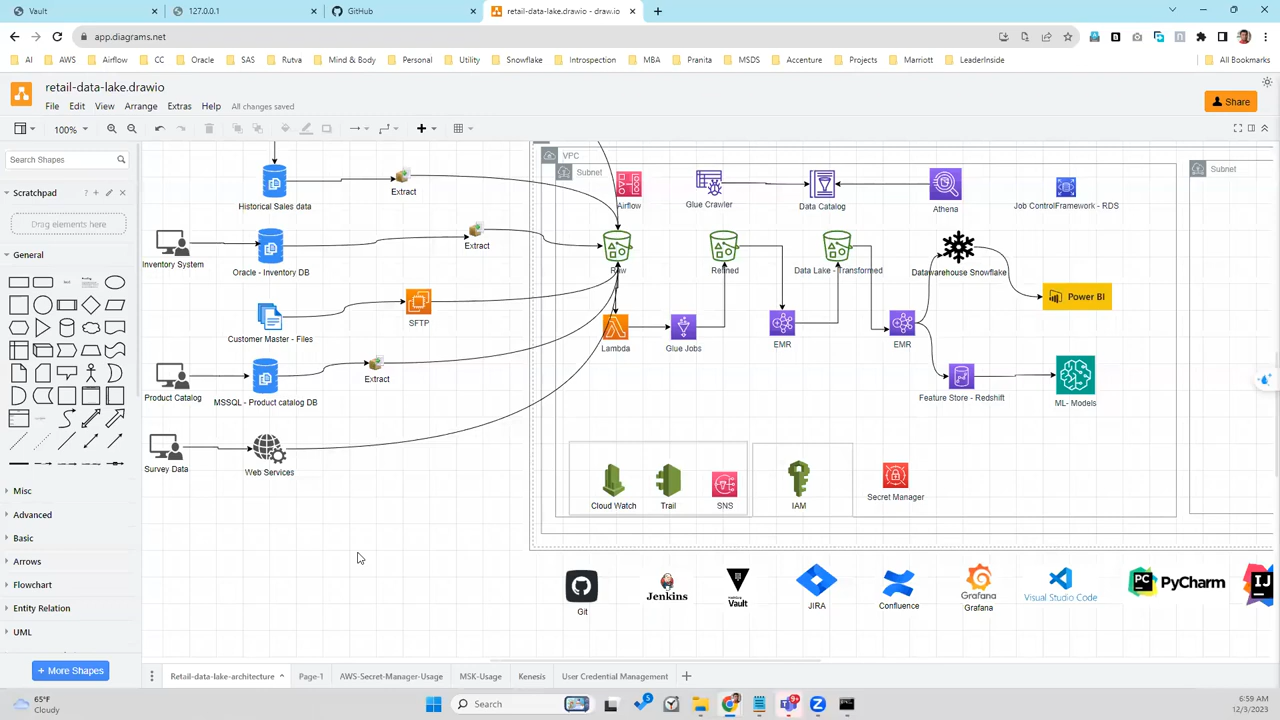 Vault
127.0.0.1
GitHub
retail-data-lake.drawio - draw.io
app.diagrams.net
AI
AWS
Airflow
CC
Oracle
SAS
Rutva
Mind & Body
Personal
Utility
Snowflake
Introspection
MBA
Pranita
MSDS
Accenture
Projects
Marriott
LeaderInside
All Bookmarks
retail-data-lake.drawio
File
Edit
View
Arrange
Extras
Help
All changes saved
Share
100%
Search Shapes
Scratchpad
Drag elements here
General
Misc
Advanced
Basic
Arrows
Flowchart
Entity Relation
UML
+ More Shapes
VPC
Subnet
Subnet
Historical Sales data
Extract
Airflow
Glue Crawler
Data Catalog
Athena
Job ControlFramework - RDS
Inventory System
Oracle - Inventory DB
Extract
Raw
Refined
Data Lake - Transformed
Datawarehouse Snowflake
Power BI
Customer Master - Files
SFTP
Lambda
Glue Jobs
EMR
EMR
Product Catalog
MSSQL - Product catalog DB
Extract
Feature Store - Redshift
ML- Models
Survey Data
Web Services
Cloud Watch
Trail
SNS
IAM
Secret Manager
Git
Jenkins
Vault
JIRA
Confluence
Grafana
Grafana
Visual Studio Code
PC
PyCharm
IJ
Retail-data-lake-architecture
Page-1
AWS-Secret-Manager-Usage
MSK-Usage
Kenesis
User Credential Management
65°F
Cloudy
Search
6:59 AM
12/3/2023